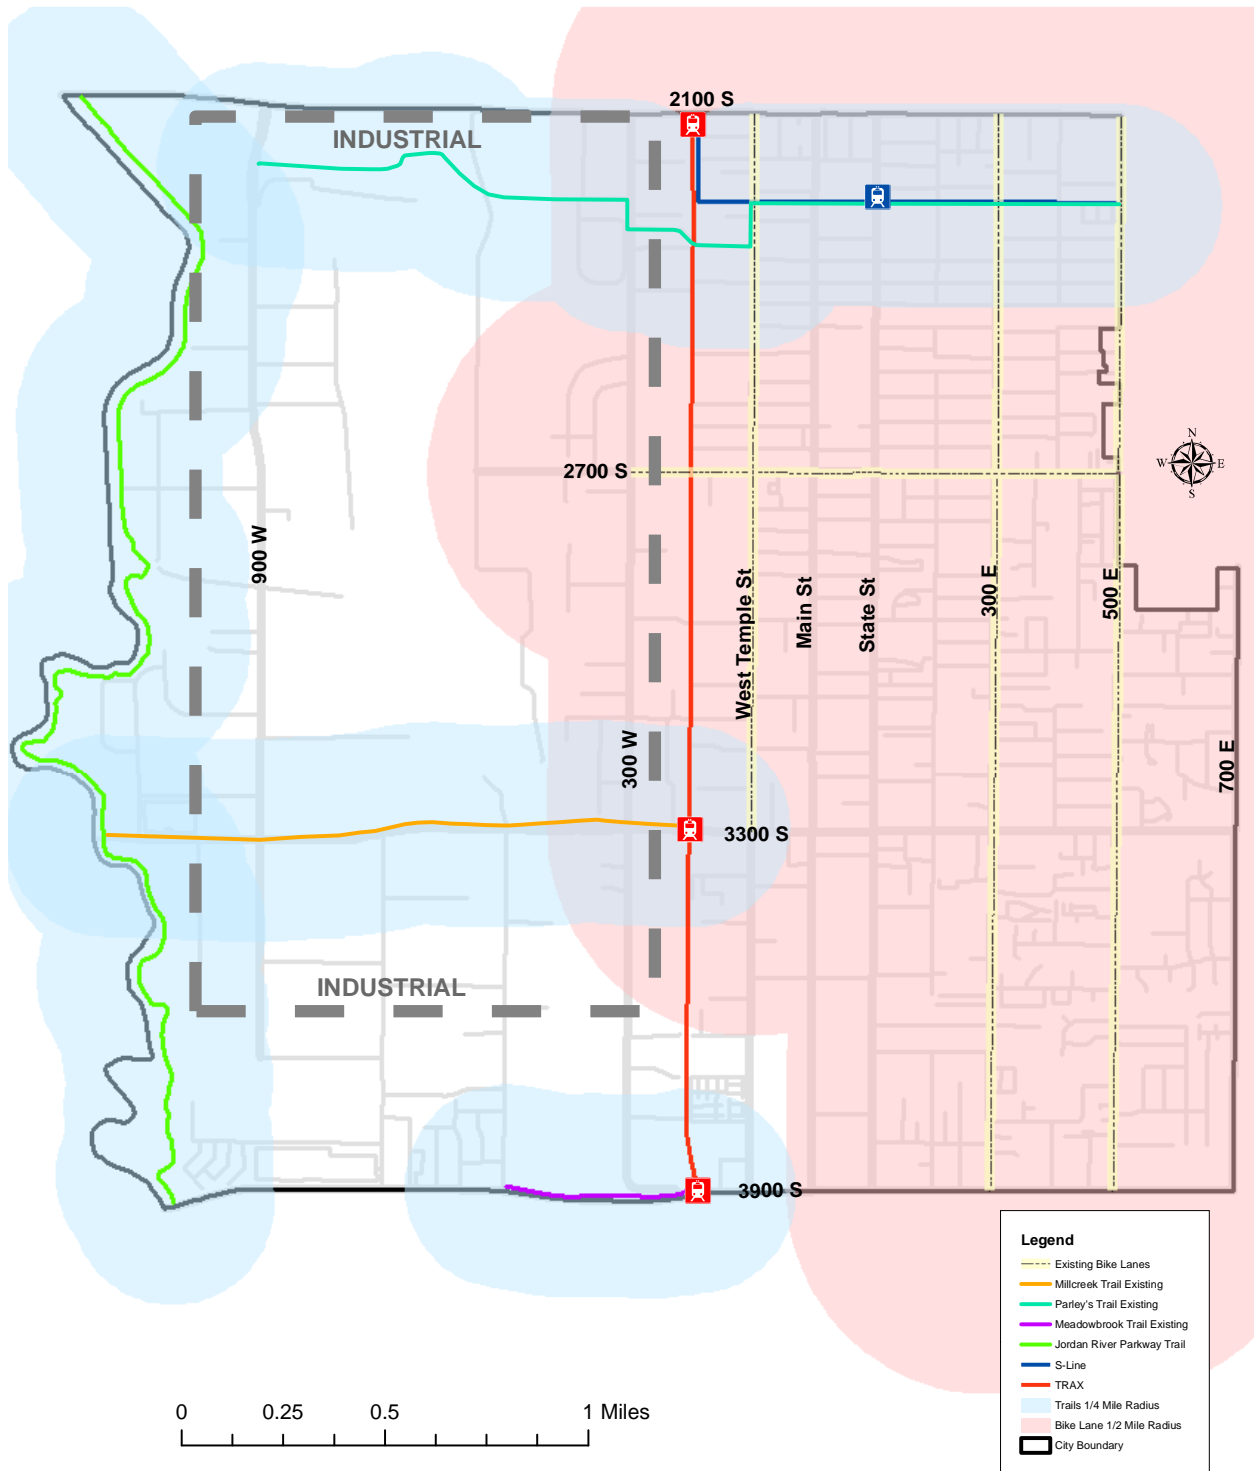 2100 S
INDUSTRIAL
N
W
E
S
2700 S
900 W
West Temple St
Main St
State St
300 E
500 E
300 W
700 E
3300 S
INDUSTRIAL
3900 S
Legend
Existing Bike Lanes
Millcreek Trail Existing
Parley's Trail Existing
Meadowbrook Trail Existing
Jordan River Parkway Trail
S-Line
TRAX
Trails 1/4 Mile Radius
Bike Lane 1/2 Mile Radius
City Boundary
0 0.25 0.5 1 Miles